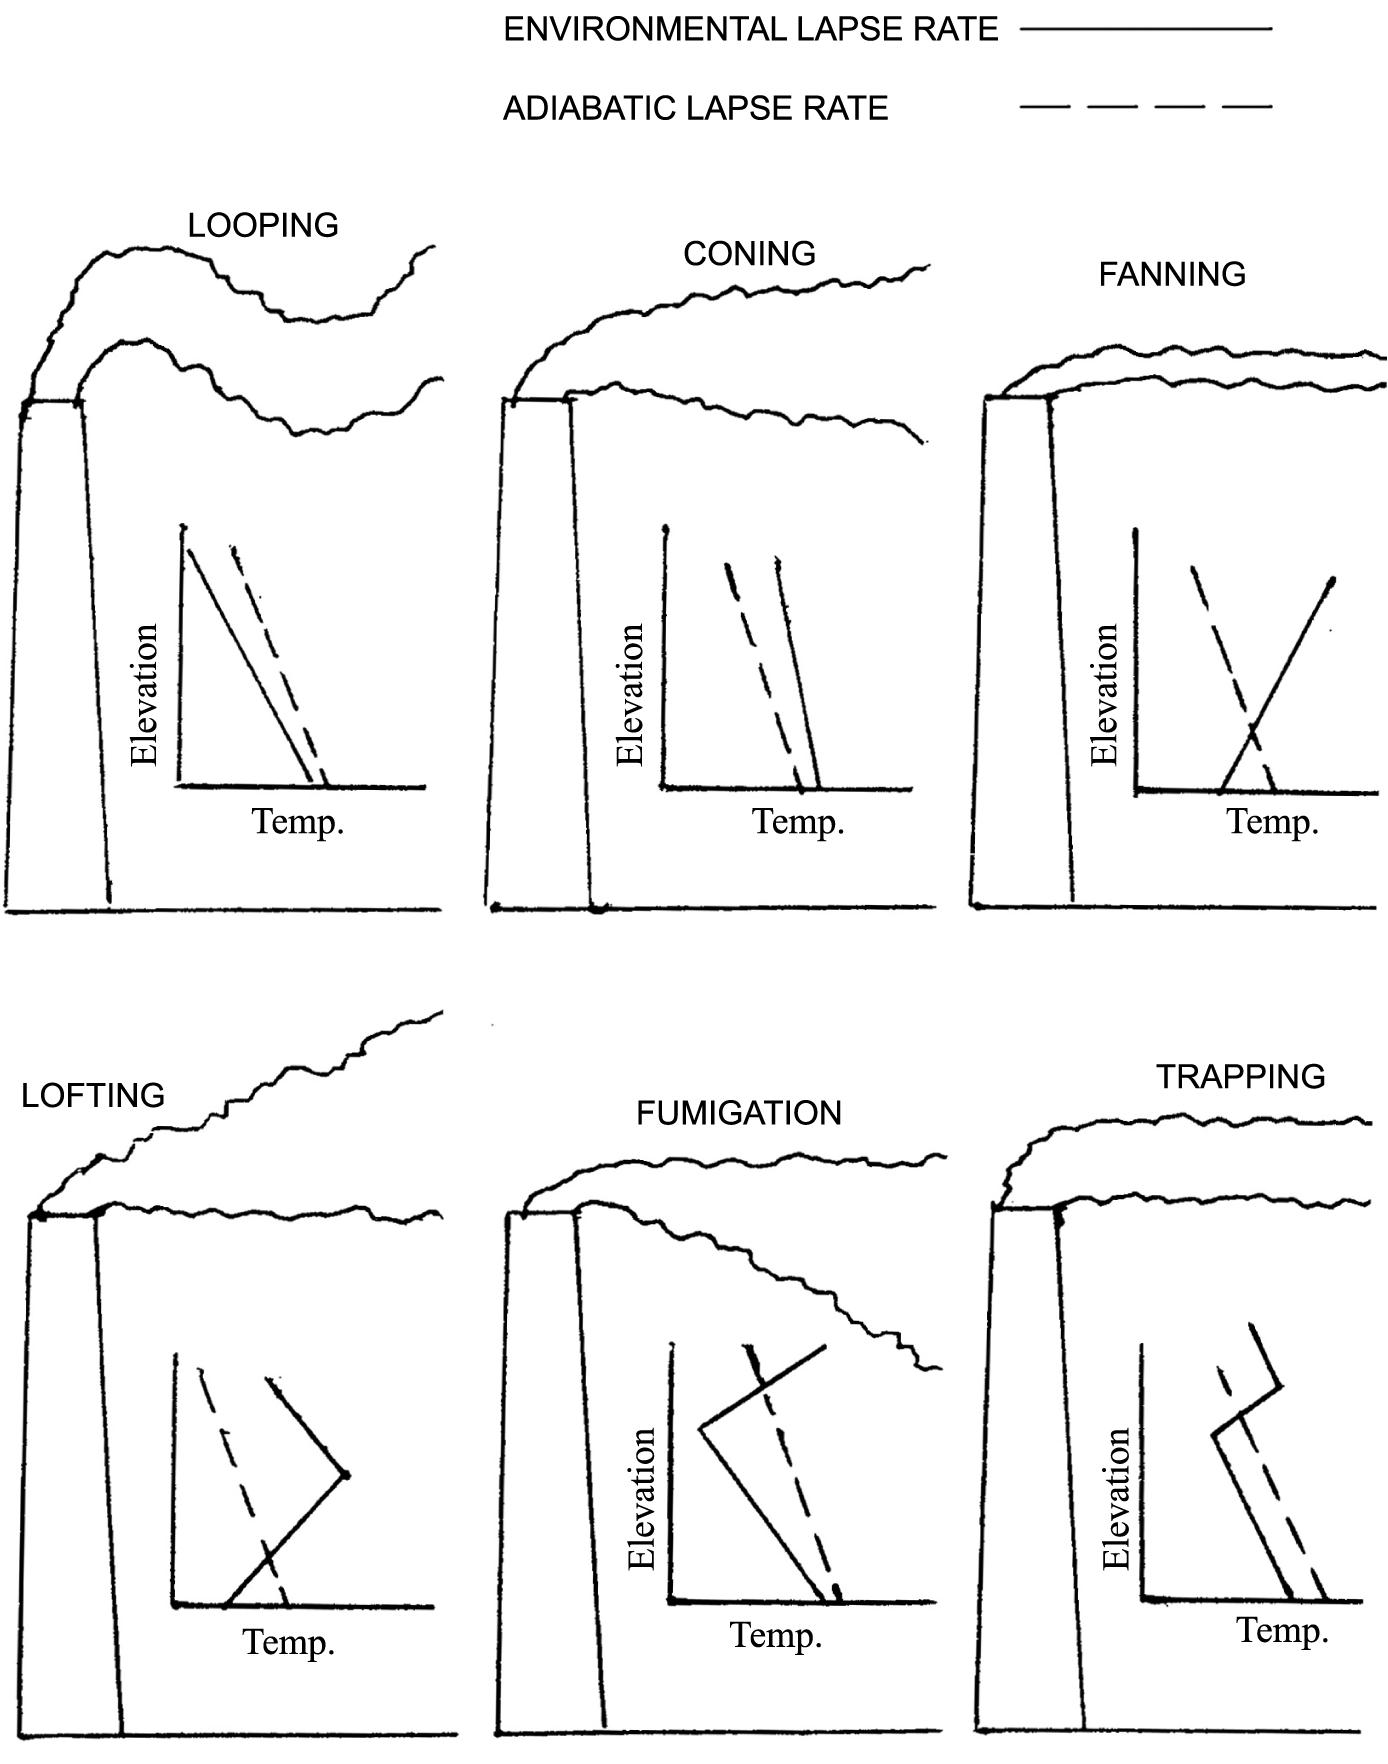 ENVIRONMENTAL LAPSE RATE
ADIABATIC LAPSE RATE
LOOPING
CONING
FANNING
Elevation
Temp.
Elevation
Temp.
Elevation
Temp.
LOFTING
FUMIGATION
TRAPPING
Temp.
Elevation
Temp.
Elevation
Temp.